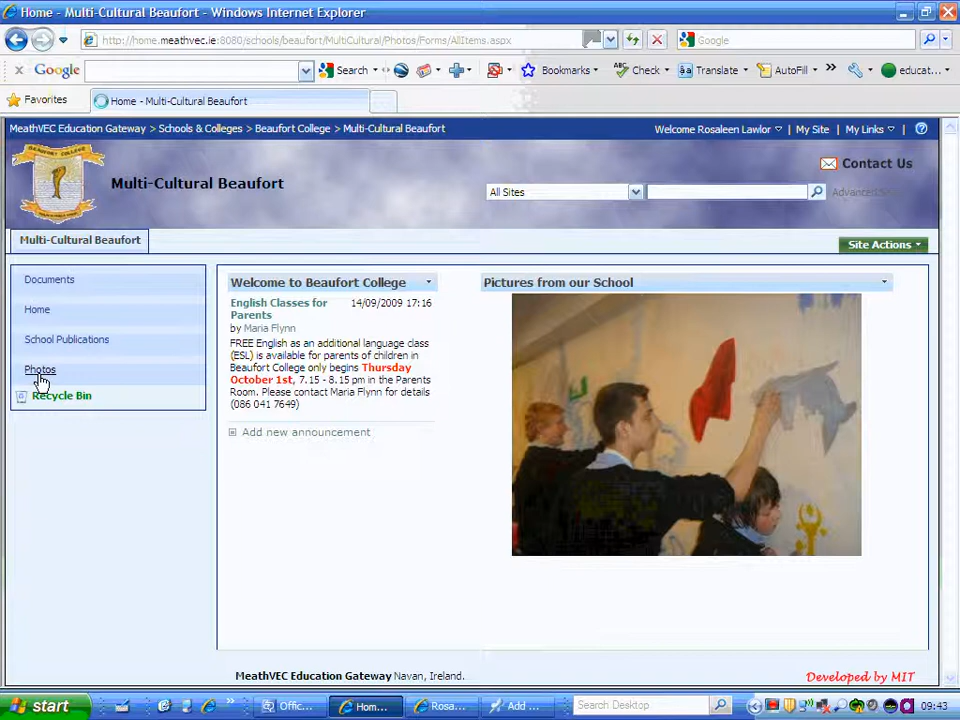 Home - Multi-Cultural Beaufort - Windows Internet Explorer
http://home.meathvec.ie:8080/schools/beaufort/MultiCultural/Photos/Forms/AllItems.aspx
Google
Google
Search
Bookmarks
Check
Translate
AutoFill
educat...
Favorites
Home - Multi-Cultural Beaufort
MeathVEC Education Gateway > Schools & Colleges > Beaufort College > Multi-Cultural Beaufort
Welcome Rosaleen Lawlor
My Site
My Links
Contact Us
Multi-Cultural Beaufort
All Sites
Multi-Cultural Beaufort
Site Actions
Documents
Home
School Publications
Photos
Recycle Bin
Welcome to Beaufort College
English Classes for Parents
14/09/2009 17:16
by Maria Flynn
FREE English as an additional language class
(ESL) is available for parents of children in
Beaufort College only begins Thursday
October 1st, 7.15 - 8.15 pm in the Parents
Room. Please contact Maria Flynn for details
(086 041 7649)
Add new announcement
Pictures from our School
MeathVEC Education Gateway Navan, Ireland.
Developed by MIT
start
Offic...
Hom...
Rosa...
Add ...
Search Desktop
09:43